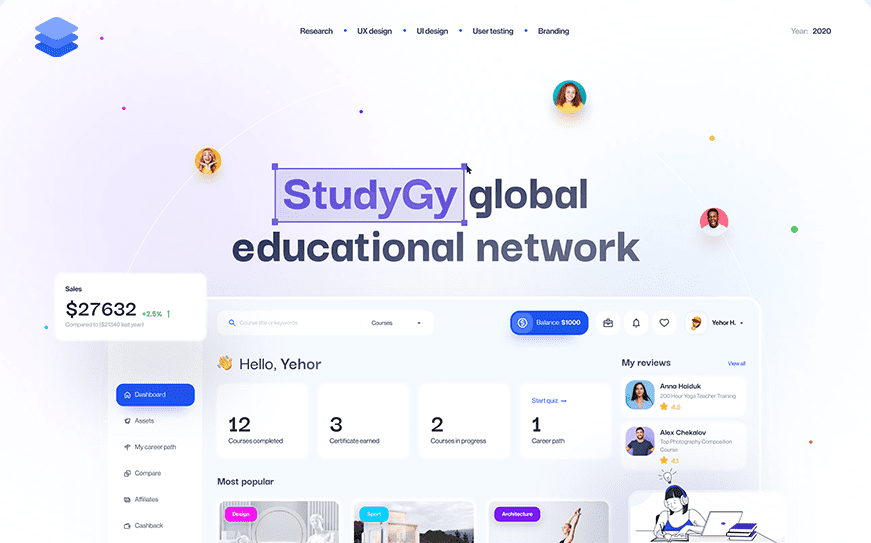 Research • UX design • UI design • User testing • Branding
Year: 2020
StudyGy global
educational network
Sales
$27632 +2.5% ↑
Compared to ($21340 last year)
Course title or keywords
Courses
Balance: $1000
Yehor H.
👋 Hello, Yehor
My reviews
View all
Dashboard
Assets
My career path
Compare
Affiliates
Cashback
12
Courses completed
3
Certificate earned
2
Courses in progress
Start quiz →
1
Career path
Anna Haiduk
200 Hour Yoga Teacher Training
4.5
Alex Chekalov
Top Photography Composition
Course
4.1
Most popular
Design
Sport
Architecture